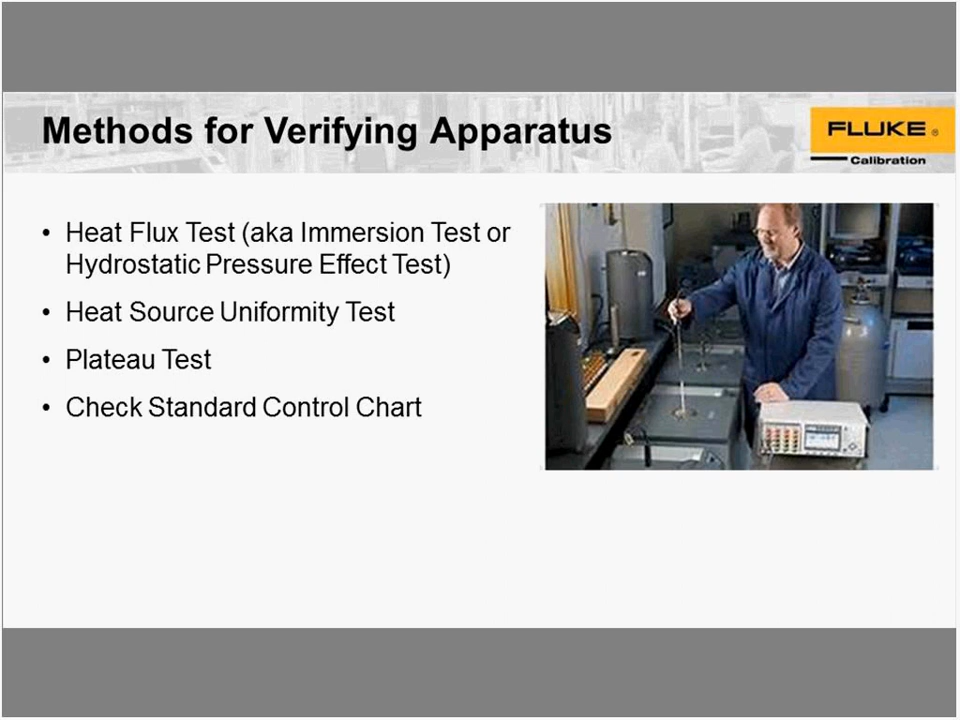 Methods for Verifying Apparatus
FLUKE ®
Calibration
• Heat Flux Test (aka Immersion Test or
Hydrostatic Pressure Effect Test)
• Heat Source Uniformity Test
• Plateau Test
• Check Standard Control Chart